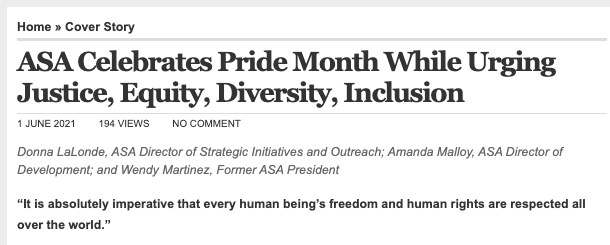 Home » Cover Story
ASA Celebrates Pride Month While Urging
Justice, Equity, Diversity, Inclusion
1 JUNE 2021 194 VIEWS NO COMMENT
Donna LaLonde, ASA Director of Strategic Initiatives and Outreach; Amanda Malloy, ASA Director of
Development; and Wendy Martinez, Former ASA President
“It is absolutely imperative that every human being’s freedom and human rights are respected all
over the world.”